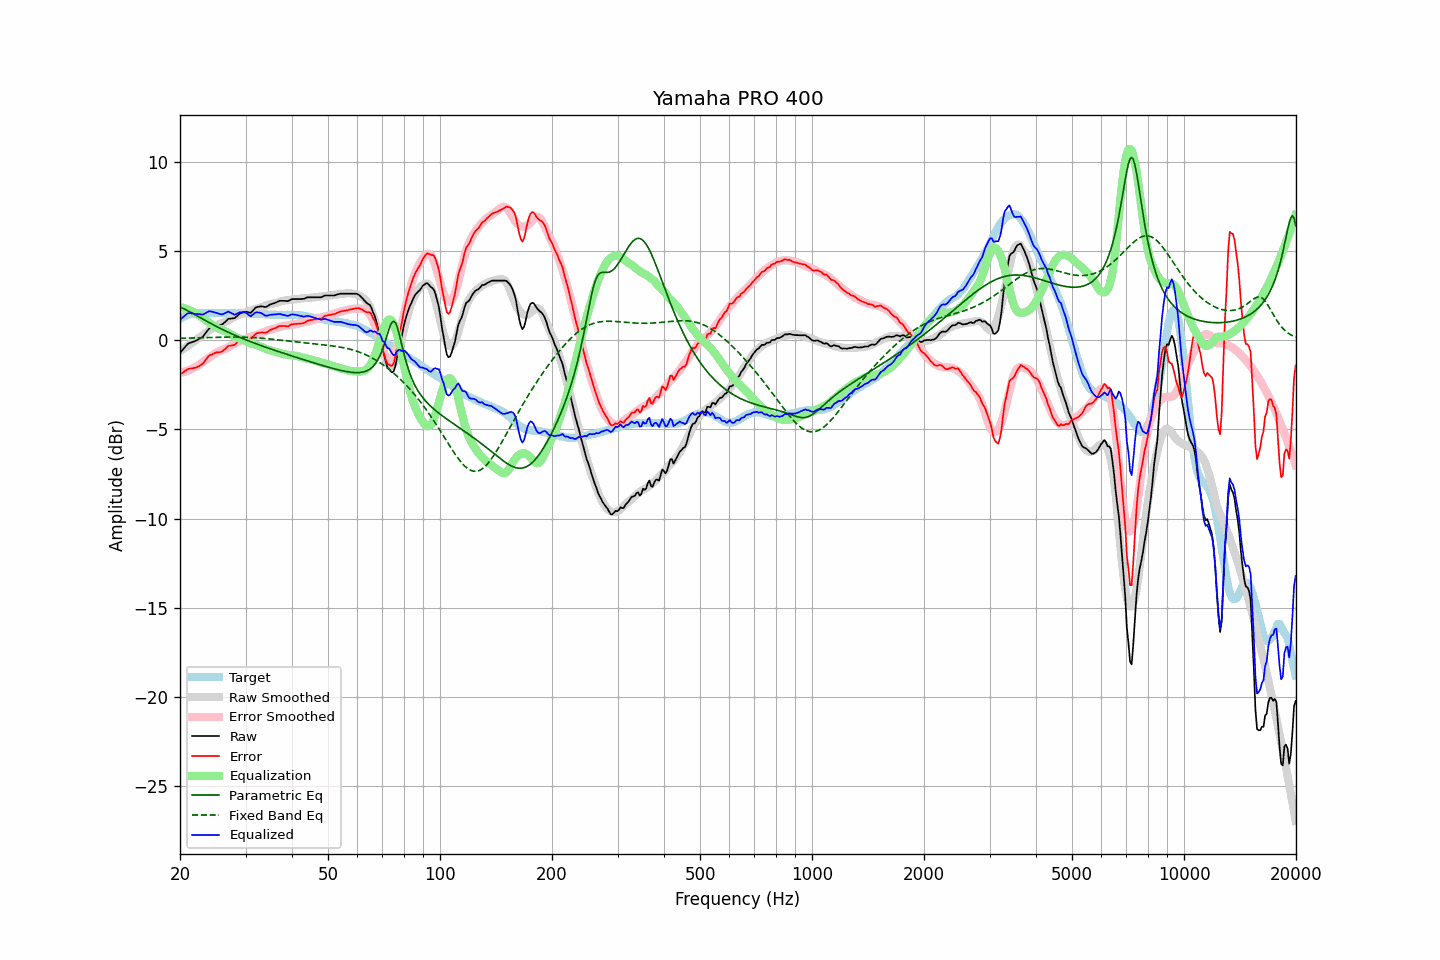 Yamaha PRO 400
10
5
0
−5
−10
−15
−20
−25
Amplitude (dBr)
Target
Raw Smoothed
Error Smoothed
Raw
Error
Equalization
Parametric Eq
Fixed Band Eq
Equalized
20 50 100 200 500 1000 2000 5000 10000 20000
Frequency (Hz)